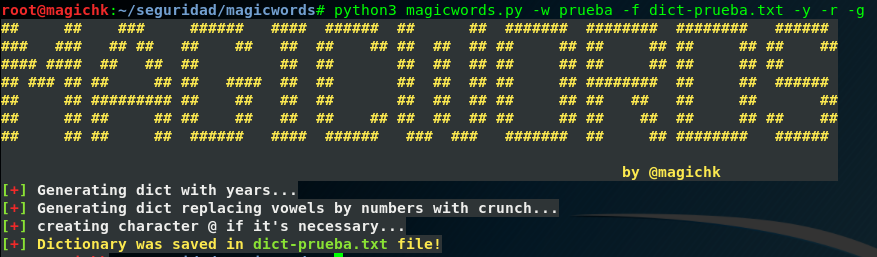 root@magichk:~/seguridad/magicwords# python3 magicwords.py -w prueba -f dict-prueba.txt -y -r -g
MAGICWORDS
by @magichk
[+] Generating dict with years...
[+] Generating dict replacing vowels by numbers with crunch...
[+] creating character @ if it's necessary...
[+] Dictionary was saved in dict-prueba.txt file!